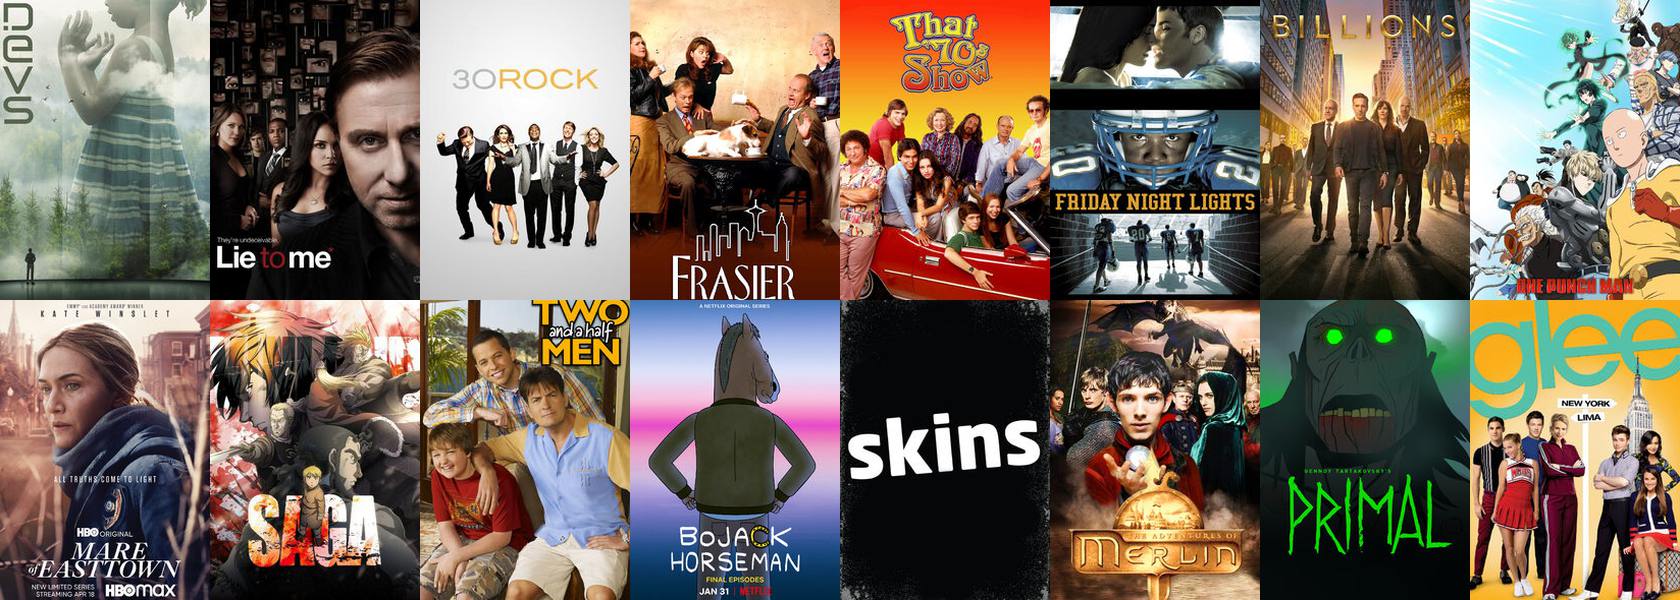 DEVS
They're undeceivable.
Lie to me
30 ROCK
FRASIER
That
'70s
Show
FRIDAY NIGHT LIGHTS
BILLIONS
ONE PUNCH MAN
EMMY® AND ACADEMY AWARD® WINNER
KATE WINSLET
ALL TRUTHS COME TO LIGHT
HBO ORIGINAL
MARE
of EASTTOWN
NEW LIMITED SERIES
STREAMING APR 18
HBOmax
SAGA
TWO
and a half
MEN
A NETFLIX ORIGINAL SERIES
BOJACK
HORSEMAN
FINAL EPISODES
JAN 31 NETFLIX
skins
THE ADVENTURES OF
MERLIN
GENNDY TARTAKOVSKY'S
PRIMAL
glee
NEW YORK
LIMA